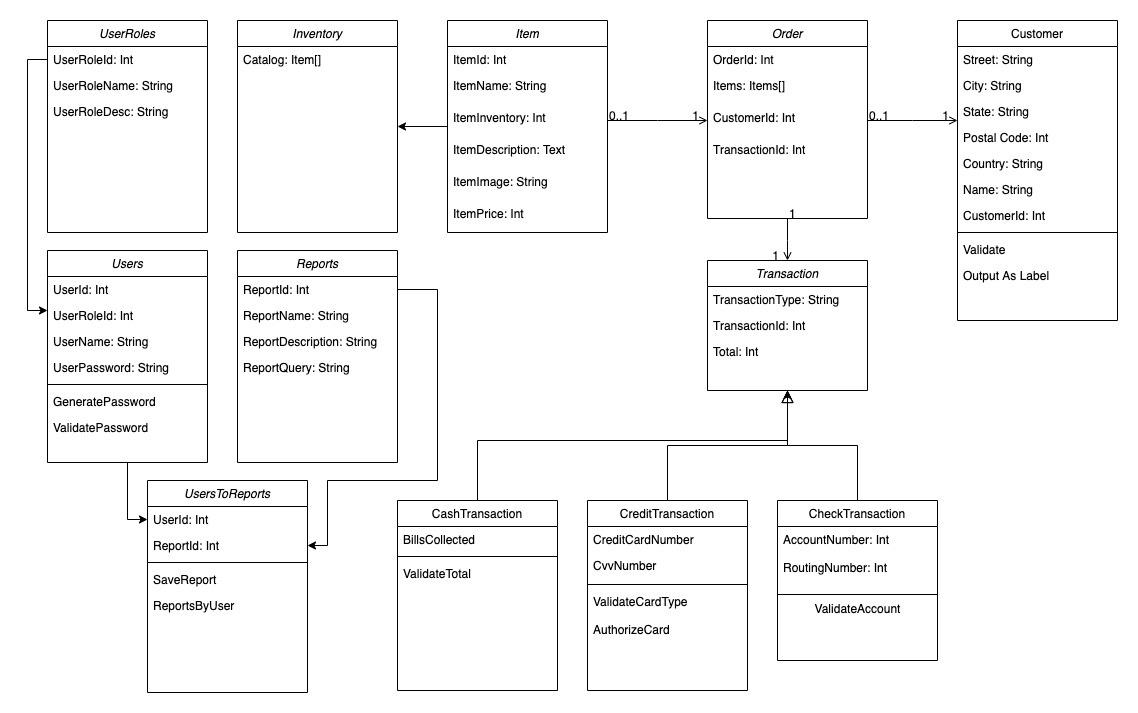 UserRoles
UserRoleId: Int
UserRoleName: String
UserRoleDesc: String
Inventory
Catalog: Item[]
Item
ItemId: Int
ItemName: String
ItemInventory: Int
ItemDescription: Text
ItemImage: String
ItemPrice: Int
0..1
1
Order
OrderId: Int
Items: Items[]
CustomerId: Int
TransactionId: Int
0..1
1
Customer
Street: String
City: String
State: String
Postal Code: Int
Country: String
Name: String
CustomerId: Int
Validate
Output As Label
1
1
Users
UserId: Int
UserRoleId: Int
UserName: String
UserPassword: String
GeneratePassword
ValidatePassword
Reports
ReportId: Int
ReportName: String
ReportDescription: String
ReportQuery: String
Transaction
TransactionType: String
TransactionId: Int
Total: Int
UsersToReports
UserId: Int
ReportId: Int
SaveReport
ReportsByUser
CashTransaction
BillsCollected
ValidateTotal
CreditTransaction
CreditCardNumber
CvvNumber
ValidateCardType
AuthorizeCard
CheckTransaction
AccountNumber: Int
RoutingNumber: Int
ValidateAccount